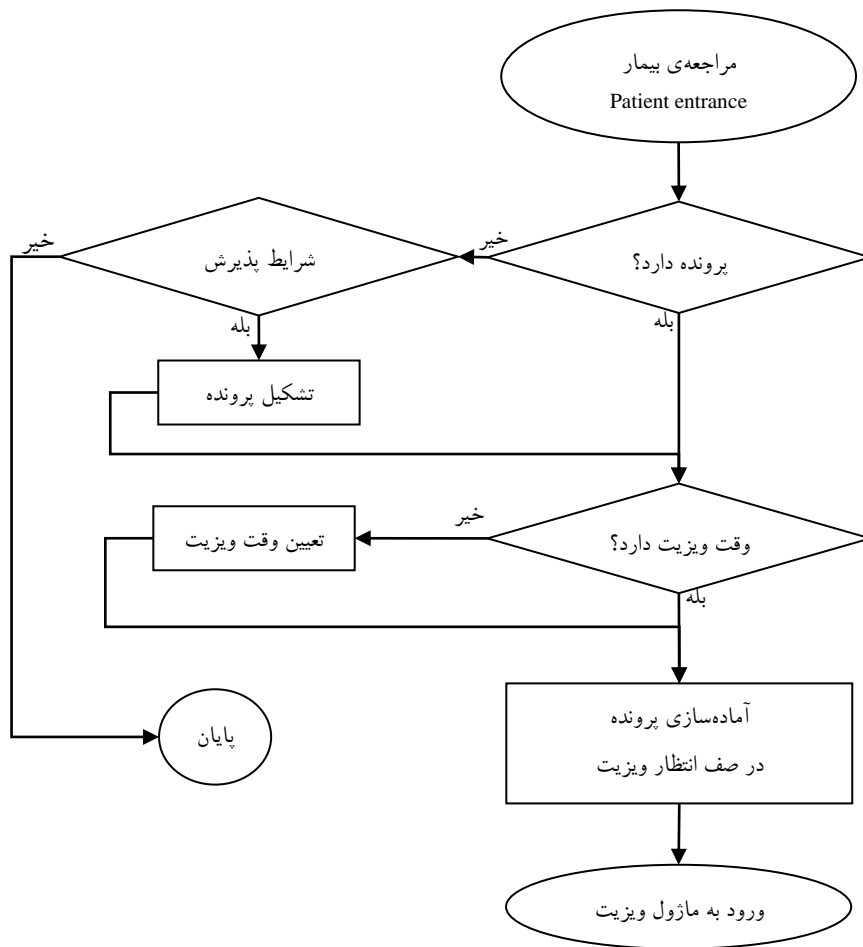 مراجعه‌ی بیمار
Patient entrance
پرونده دارد؟
خیر
شرایط پذیرش
خیر
بله
بله
تشکیل پرونده
وقت ویزیت دارد؟
خیر
تعیین وقت ویزیت
بله
آماده‌سازی پرونده
در صف انتظار ویزیت
پایان
ورود به ماژول ویزیت